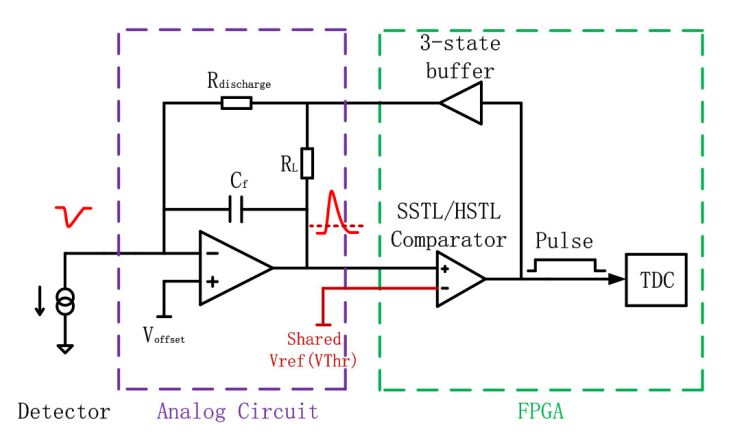 3-state
buffer
Rdischarge
RL
Cf
SSTL/HSTL
Comparator
Pulse
TDC
Voffset
Shared
Vref(VThr)
Detector
Analog Circuit
FPGA